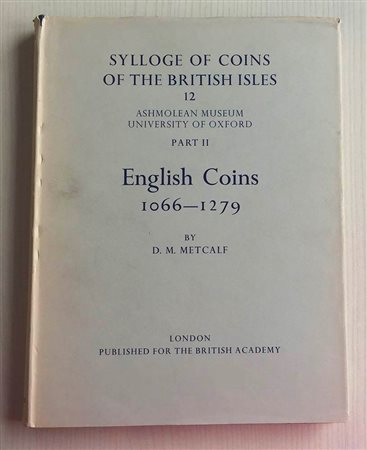 SYLLOGE OF COINS
OF THE BRITISH ISLES
12
ASHMOLEAN MUSEUM
UNIVERSITY OF OXFORD
PART II
English Coins
1066—1279
BY
D. M. METCALF
LONDON
PUBLISHED FOR THE BRITISH ACADEMY